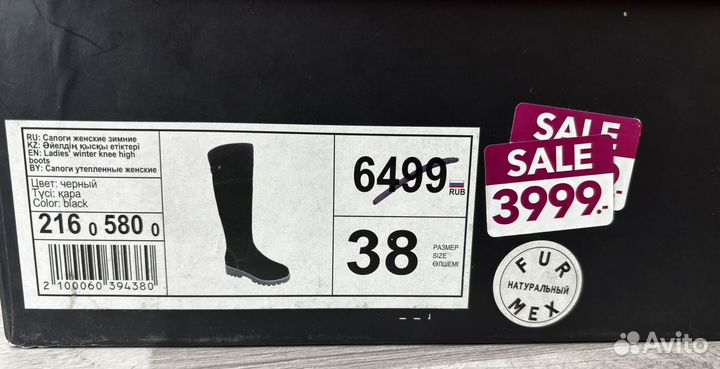 RU: Сапоги женские зимние
KZ: Әйелдің қысқы етіктері
EN: Ladies' winter knee high
boots
BY: Сапоги утепленные женские
Цвет: черный
Түсі: қара
Color: black
216 0 580 0
2 100060 394380
6499
RUB
38
РАЗМЕР
SIZE
ӨЛШЕМІ
SALE
SALE
3999.-
FUR
НАТУРАЛЬНЫЙ
МЕХ
Avito